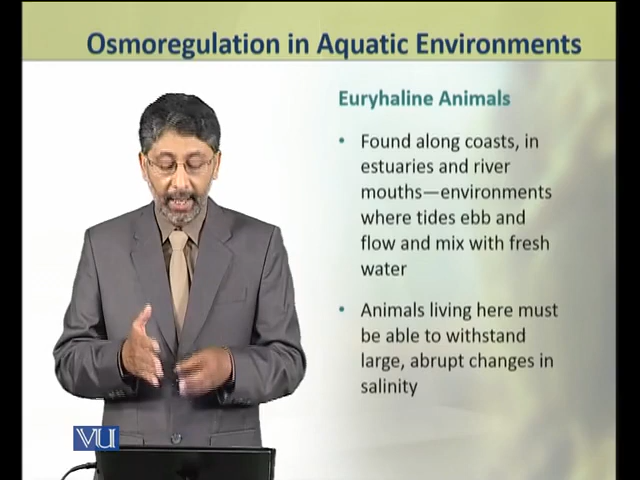 Osmoregulation in Aquatic Environments
Euryhaline Animals
• Found along coasts, in
estuaries and river
mouths—environments
where tides ebb and
flow and mix with fresh
water
• Animals living here must
be able to withstand
large, abrupt changes in
salinity
VU